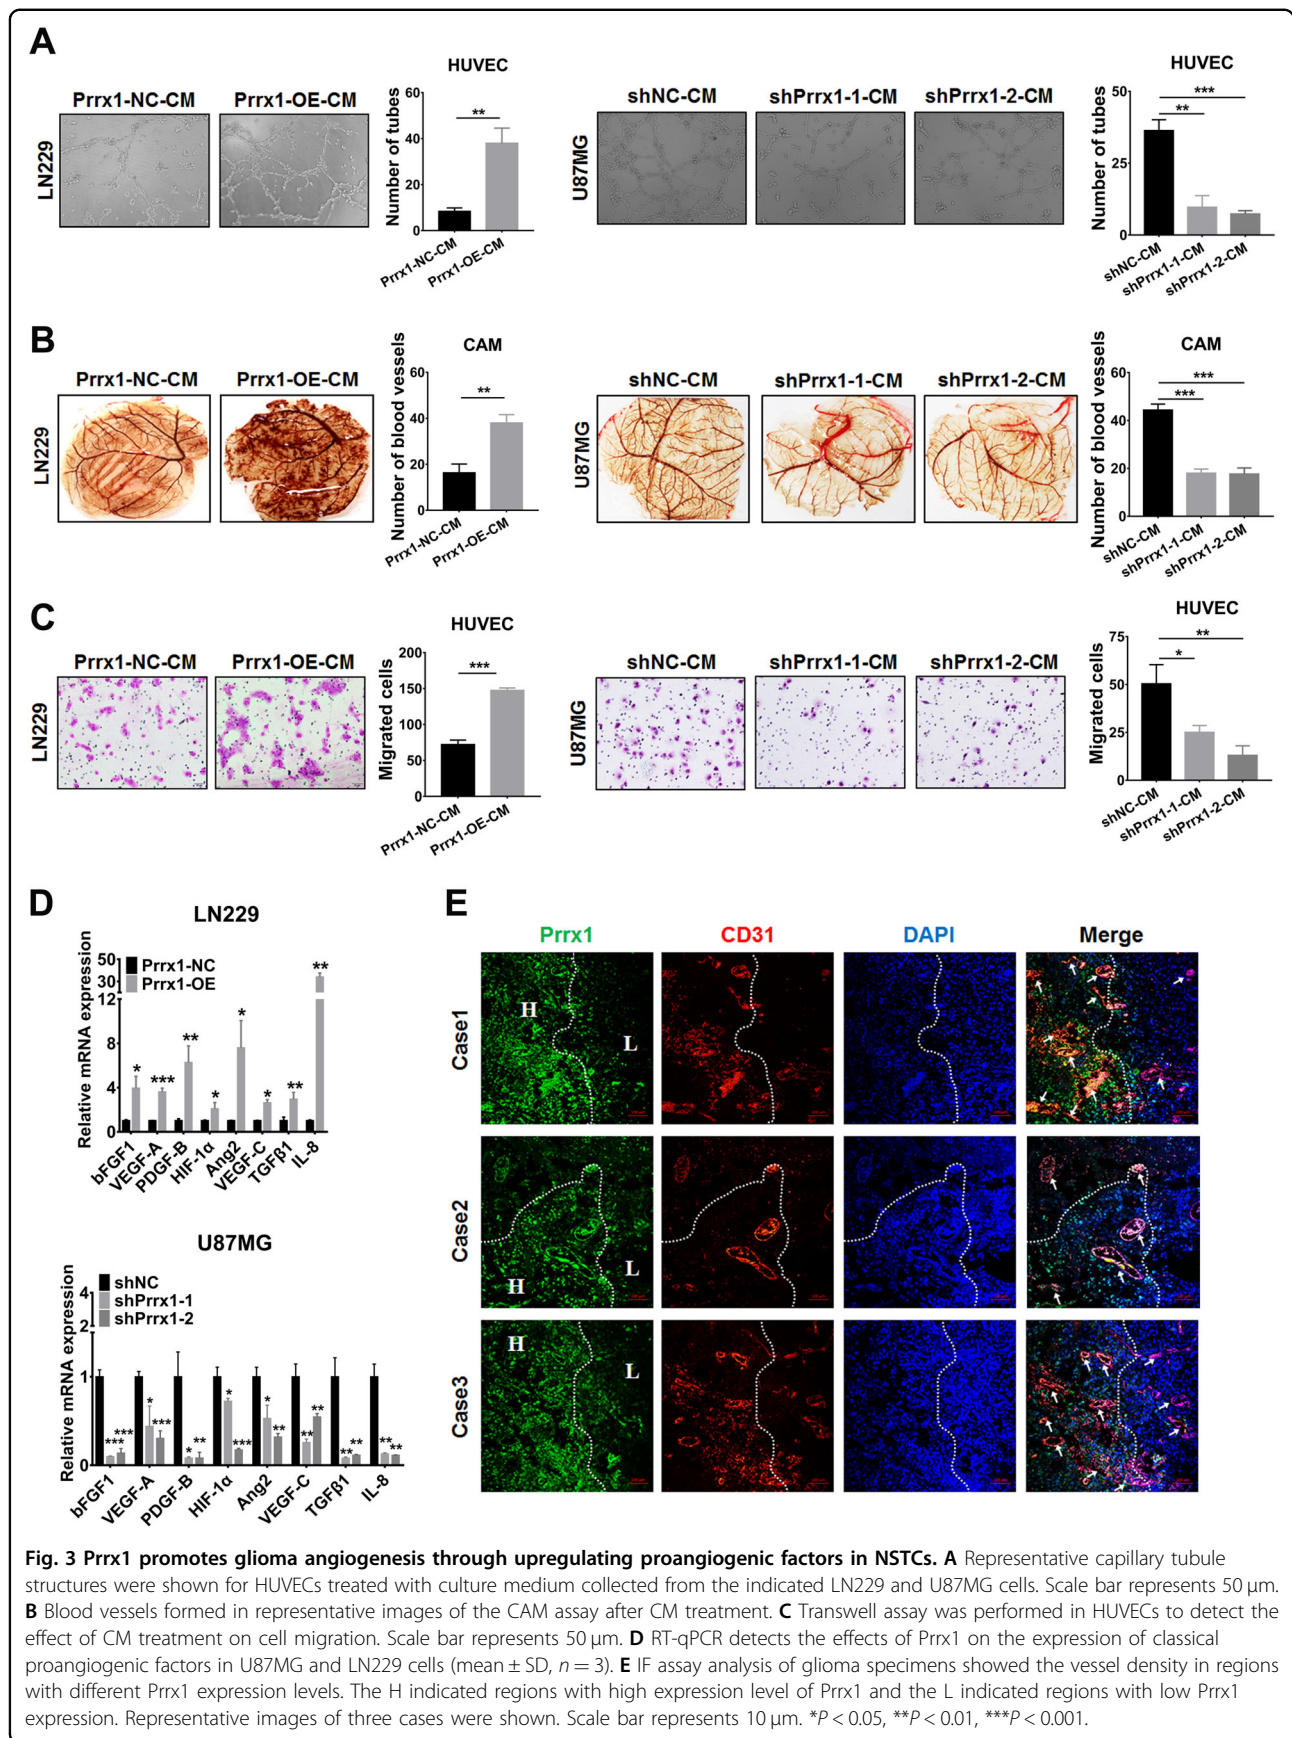 A
HUVEC
Prrx1-NC-CM
Prrx1-OE-CM
LN229
Number of tubes
60
40
20
0
**
Prrx1-NC-CM
Prrx1-OE-CM
shNC-CM
shPrrx1-1-CM
shPrrx1-2-CM
U87MG
HUVEC
Number of tubes
50
25
0
***
**
shNC-CM
shPrrx1-1-CM
shPrrx1-2-CM
B
Prrx1-NC-CM
Prrx1-OE-CM
LN229
CAM
Number of blood vessels
60
40
20
0
**
Prrx1-NC-CM
Prrx1-OE-CM
shNC-CM
shPrrx1-1-CM
shPrrx1-2-CM
U87MG
CAM
Number of blood vessels
60
40
20
0
***
***
shNC-CM
shPrrx1-1-CM
shPrrx1-2-CM
C
Prrx1-NC-CM
Prrx1-OE-CM
LN229
HUVEC
Migrated cells
200
150
100
50
0
***
Prrx1-NC-CM
Prrx1-OE-CM
shNC-CM
shPrrx1-1-CM
shPrrx1-2-CM
U87MG
HUVEC
Migrated cells
75
50
25
0
**
*
shNC-CM
shPrrx1-1-CM
shPrrx1-2-CM
D
LN229
Relative mRNA expression
50
30
12
8
4
0
Prrx1-NC
Prrx1-OE
* *** ** * * * ** **
bFGF1
VEGF-A
PDGF-B
HIF-1α
Ang2
VEGF-C
TGFβ1
IL-8
U87MG
Relative mRNA expression
4
2
1
0
shNC
shPrrx1-1
shPrrx1-2
*** *** * *** * ** * *** * ** ** ** ** ** ** **
bFGF1
VEGF-A
PDGF-B
HIF-1α
Ang2
VEGF-C
TGFβ1
IL-8
E
Prrx1
CD31
DAPI
Merge
Case1
H
L
Case2
H
L
Case3
H
L
Fig. 3 Prrx1 promotes glioma angiogenesis through upregulating proangiogenic factors in NSTCs. A Representative capillary tubule
structures were shown for HUVECs treated with culture medium collected from the indicated LN229 and U87MG cells. Scale bar represents 50 μm.
B Blood vessels formed in representative images of the CAM assay after CM treatment. C Transwell assay was performed in HUVECs to detect the
effect of CM treatment on cell migration. Scale bar represents 50 μm. D RT-qPCR detects the effects of Prrx1 on the expression of classical
proangiogenic factors in U87MG and LN229 cells (mean ± SD, n = 3). E IF assay analysis of glioma specimens showed the vessel density in regions
with different Prrx1 expression levels. The H indicated regions with high expression level of Prrx1 and the L indicated regions with low Prrx1
expression. Representative images of three cases were shown. Scale bar represents 10 μm. *P < 0.05, **P < 0.01, ***P < 0.001.